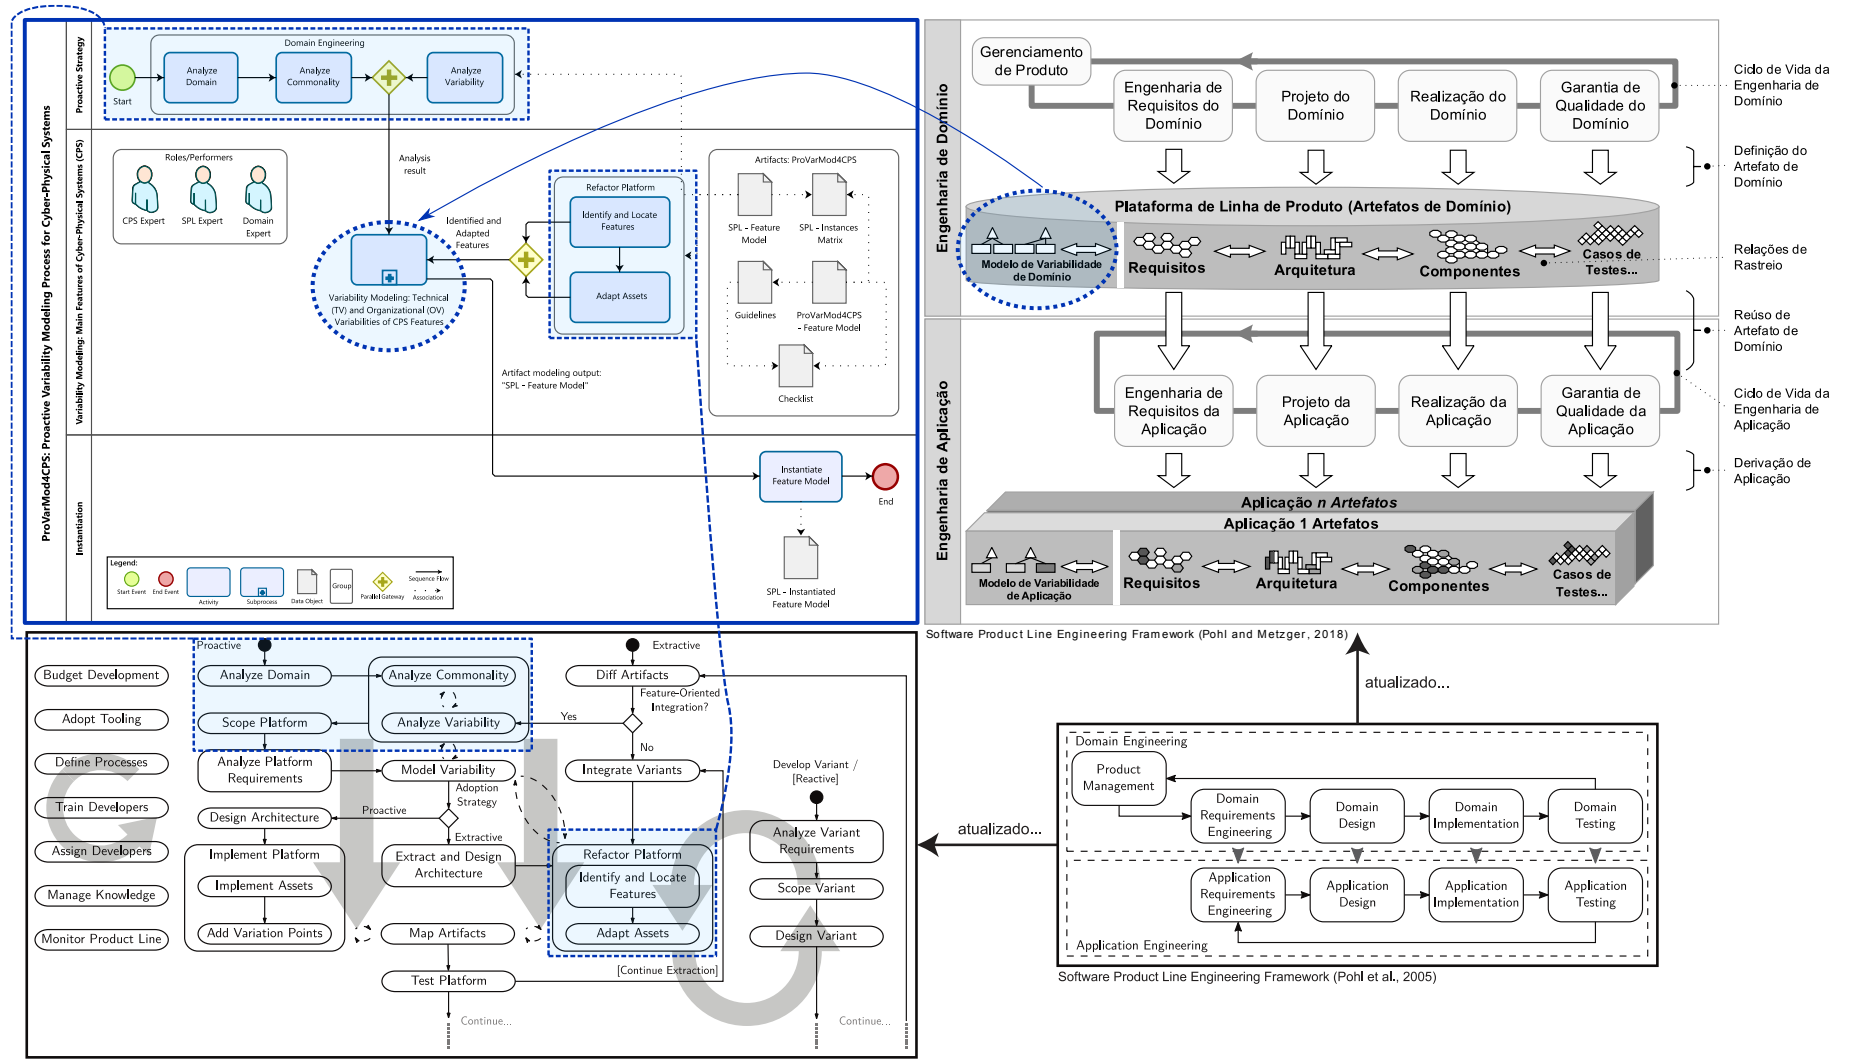 ProVarMod4CPS: Proactive Variability Modeling Process for Cyber-Physical Systems
Proactive Strategy
Domain Engineering
Start
Analyze
Domain
Analyze
Commonality
Analyze
Variability
Variability Modeling: Main Features of Cyber-Physical Systems (CPS)
Roles/Performers
CPS Expert
SPL Expert
Domain
Expert
Analysis
result
Identified and
Adapted
Features
Variability Modeling: Technical
(TV) and Organizational (OV)
Variabilities of CPS Features
Refactor Platform
Identify and Locate
Features
Adapt Assets
Artifacts: ProVarMod4CPS
SPL - Feature
Model
SPL - Instances
Matrix
Guidelines
ProVarMod4CPS
- Feature Model
Checklist
Artifact modeling output:
"SPL - Feature Model"
Instantiation
Instantiate
Feature Model
End
SPL - Instantiated
Feature Model
Legend:
Start Event
End Event
Activity
Subprocess
Data Object
Group
Parallel Gateway
Sequence Flow
Association
Engenharia de Domínio
Gerenciamento
de Produto
Engenharia de
Requisitos do
Domínio
Projeto do
Domínio
Realização do
Domínio
Garantia de
Qualidade do
Domínio
Ciclo de Vida da
Engenharia de
Domínio
Definição do
Artefato de
Domínio
Plataforma de Linha de Produto (Artefatos de Domínio)
Modelo de Variabilidade
de Domínio
Requisitos
Arquitetura
Componentes
Casos de
Testes...
Relações de
Rastreio
Reúso de
Artefato de
Domínio
Engenharia de Aplicação
Engenharia de
Requisitos da
Aplicação
Projeto da
Aplicação
Realização da
Aplicação
Garantia de
Qualidade da
Aplicação
Ciclo de Vida da
Engenharia de
Aplicação
Derivação de
Aplicação
Aplicação n Artefatos
Aplicação 1 Artefatos
Modelo de Variabilidade
de Aplicação
Requisitos
Arquitetura
Componentes
Casos de
Testes...
Software Product Line Engineering Framework (Pohl and Metzger, 2018)
atualizado...
atualizado...
Budget Development
Adopt Tooling
Define Processes
Train Developers
Assign Developers
Manage Knowledge
Monitor Product Line
Proactive
Analyze Domain
Analyze Commonality
Scope Platform
Analyze Variability
Analyze Platform
Requirements
Model Variability
Adoption
Strategy
Proactive
Extractive
Design Architecture
Implement Platform
Implement Assets
Add Variation Points
Extract and Design
Architecture
Map Artifacts
Test Platform
Continue...
Extractive
Diff Artifacts
Feature-Oriented
Integration?
Yes
No
Integrate Variants
Refactor Platform
Identify and Locate
Features
Adapt Assets
[Continue Extraction]
Develop Variant /
[Reactive]
Analyze Variant
Requirements
Scope Variant
Design Variant
Continue...
Domain Engineering
Product
Management
Domain
Requirements
Engineering
Domain
Design
Domain
Implementation
Domain
Testing
Application
Requirements
Engineering
Application
Design
Application
Implementation
Application
Testing
Application Engineering
Software Product Line Engineering Framework (Pohl et al., 2005)